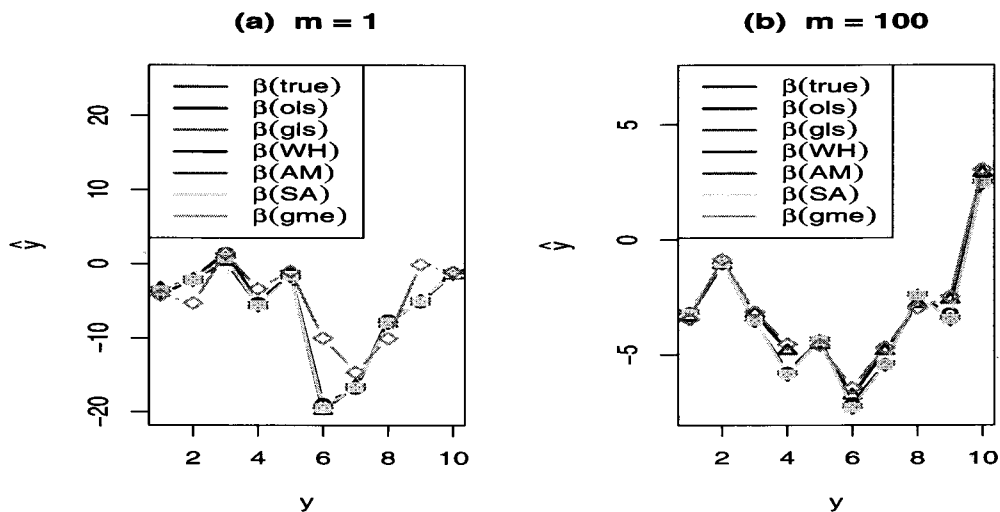 (a) m = 1
β(true)
β(ols)
β(gls)
β(WH)
β(AM)
β(SA)
β(gme)
20
10
0
-10
-20
ŷ
2 4 6 8 10
y
(b) m = 100
β(true)
β(ols)
β(gls)
β(WH)
β(AM)
β(SA)
β(gme)
5
0
-5
ŷ
2 4 6 8 10
y